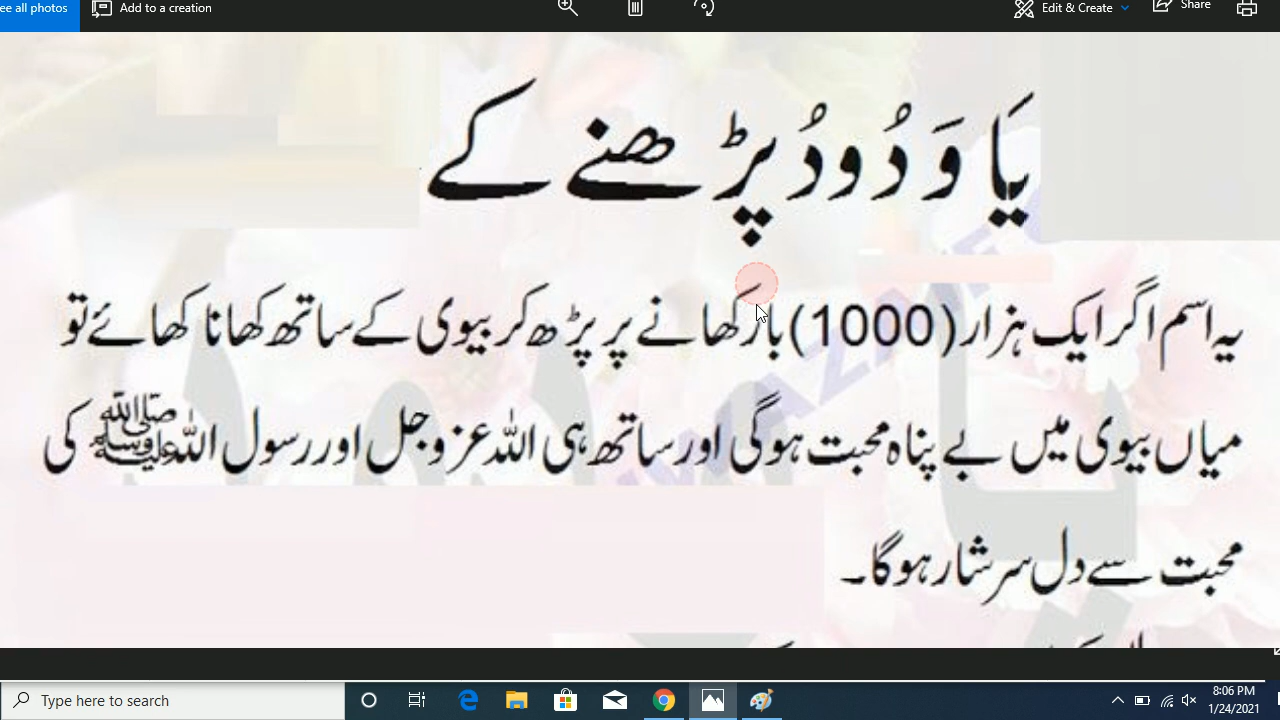 ee all photos
Add to a creation
Edit & Create
Share
یَا وَدُودُ پڑھنے کے
یہ اسم اگر ایک ہزار (1000) بار کھانے پر پڑھ کر بیوی کے ساتھ کھانا کھائے تو
میاں بیوی میں بے پناہ محبت ہوگی اور ساتھ ہی اللہ عزوجل اور رسول اللہ ﷺ کی
محبت سے دل سرشار ہوگا۔
Type here to search
8:06 PM
1/24/2021